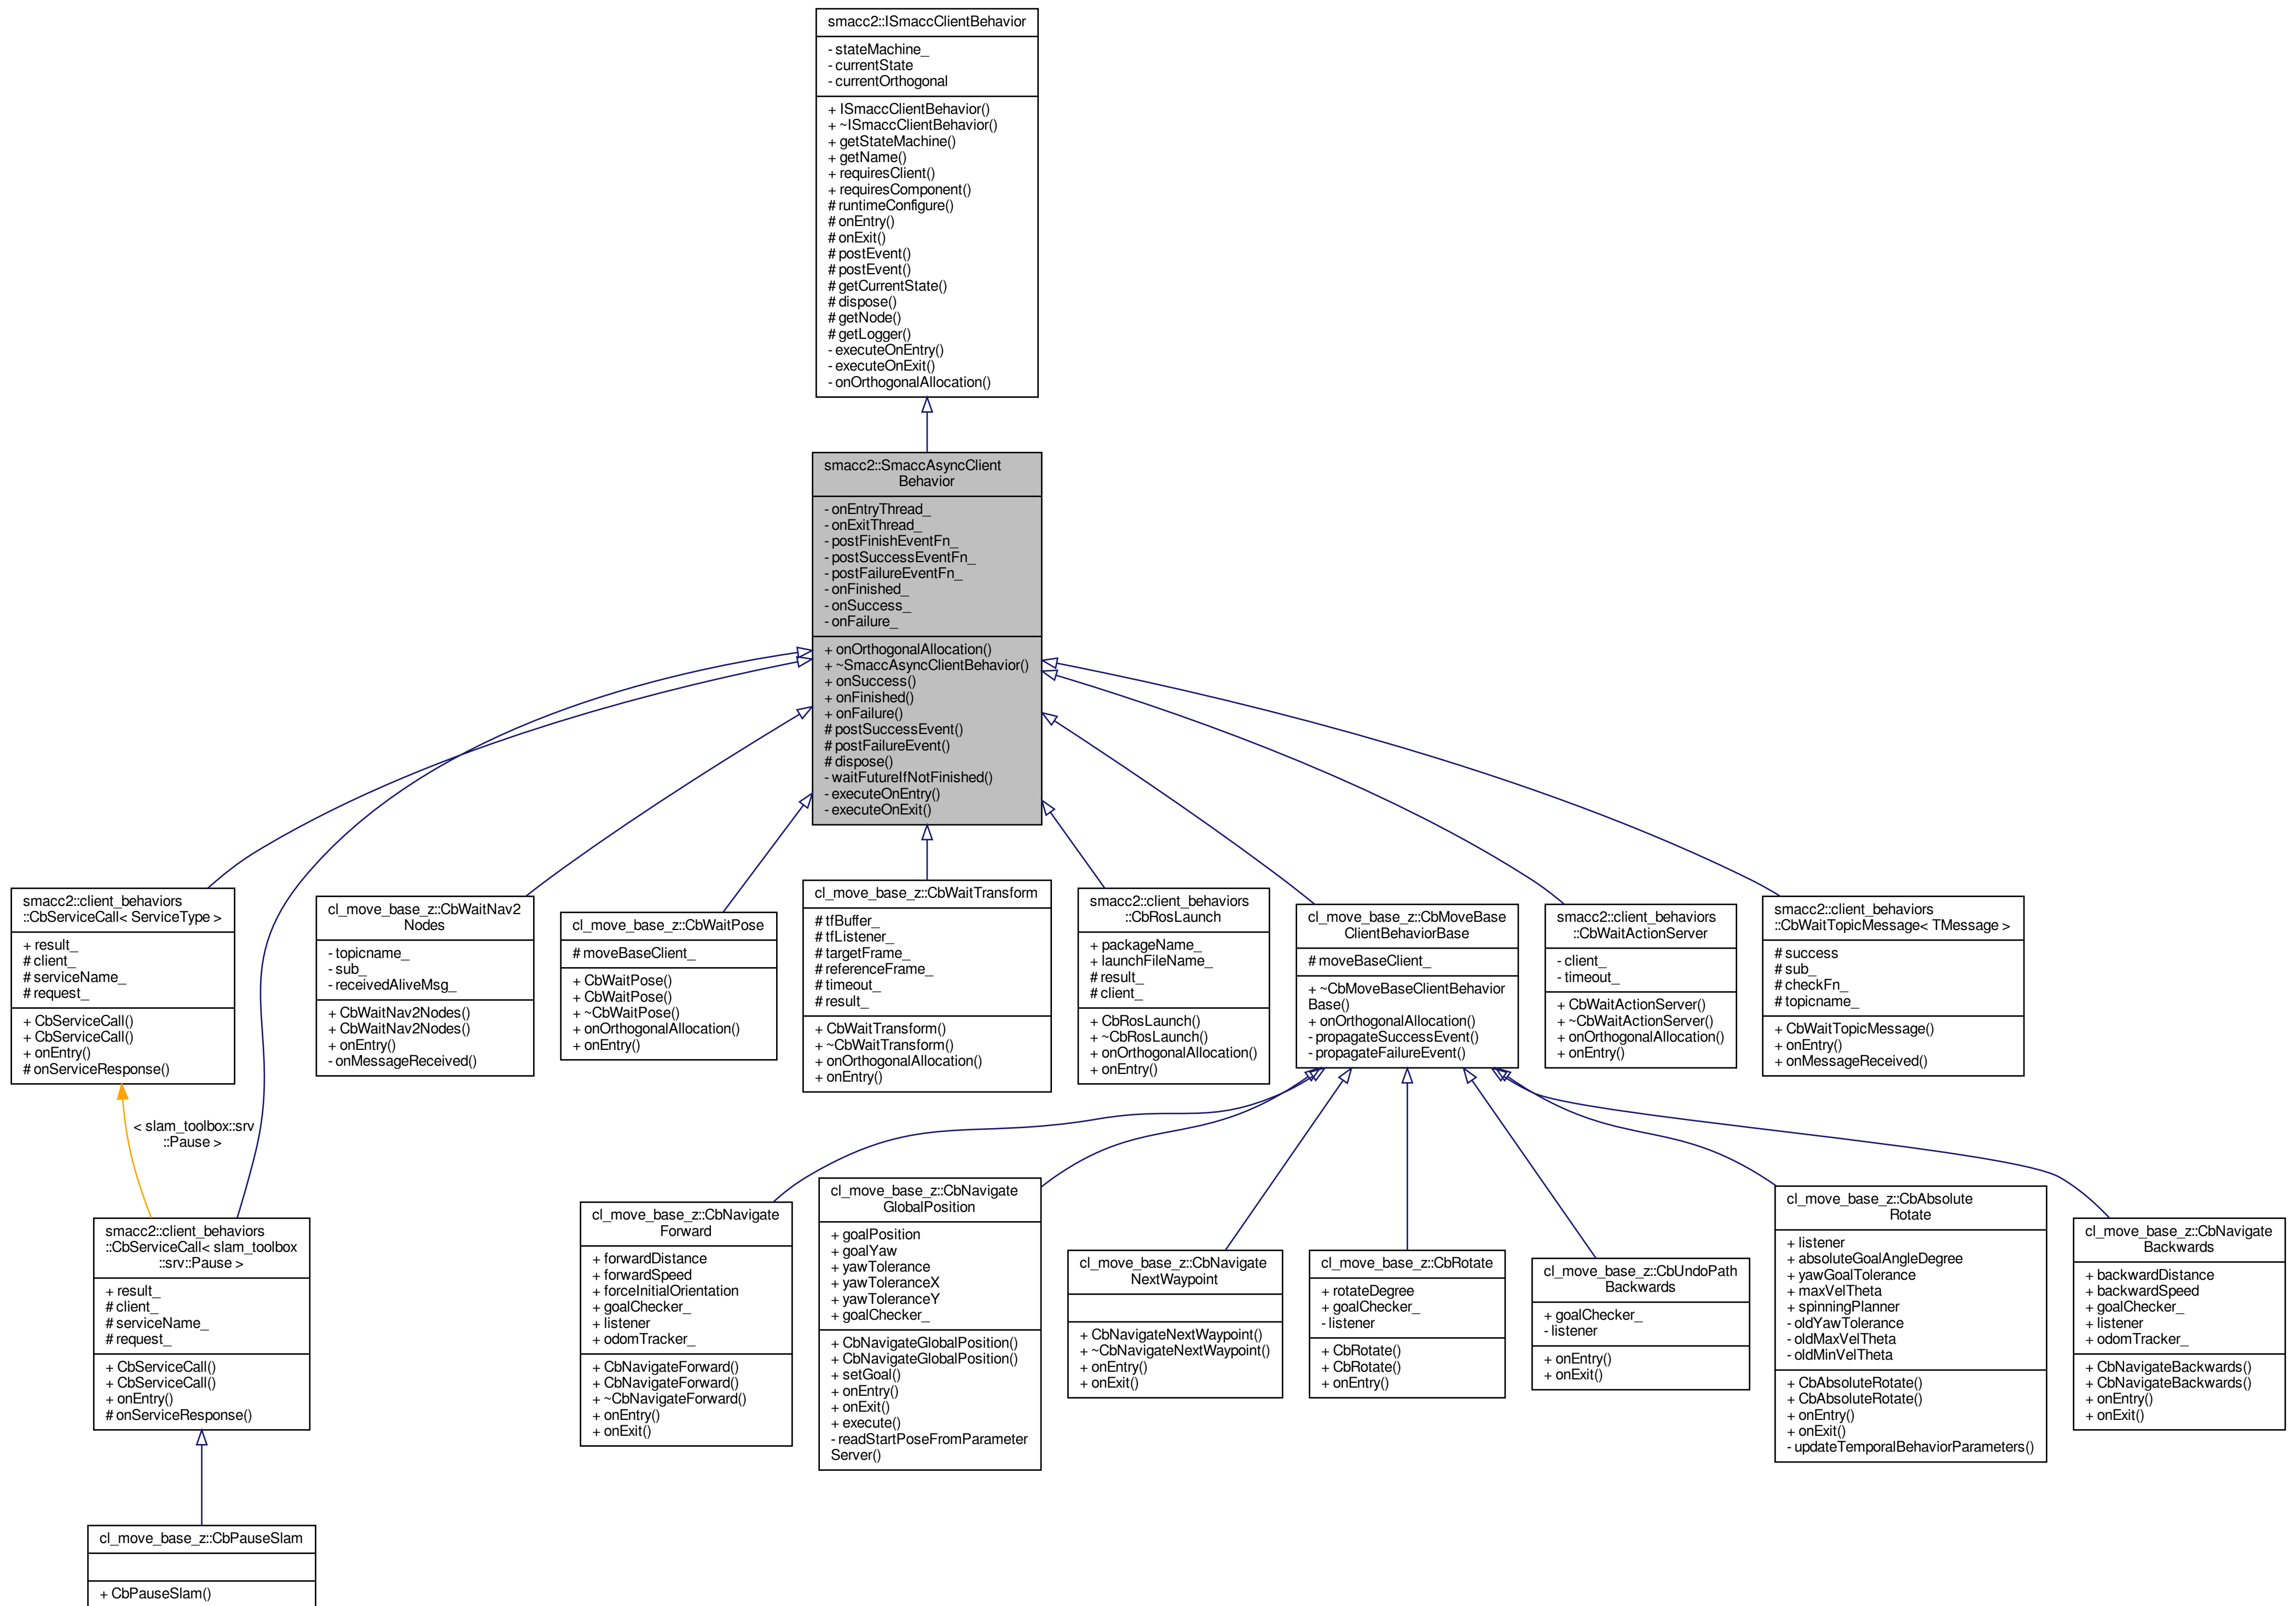 smacc2::ISmaccClientBehavior
- stateMachine_
- currentState
- currentOrthogonal
+ ISmaccClientBehavior()
+ ~ISmaccClientBehavior()
+ getStateMachine()
+ getName()
+ requiresClient()
+ requiresComponent()
# runtimeConfigure()
# onEntry()
# onExit()
# postEvent()
# postEvent()
# getCurrentState()
# dispose()
# getNode()
# getLogger()
- executeOnEntry()
- executeOnExit()
- onOrthogonalAllocation()
smacc2::SmaccAsyncClient
Behavior
- onEntryThread_
- onExitThread_
- postFinishEventFn_
- postSuccessEventFn_
- postFailureEventFn_
- onFinished_
- onSuccess_
- onFailure_
+ onOrthogonalAllocation()
+ ~SmaccAsyncClientBehavior()
+ onSuccess()
+ onFinished()
+ onFailure()
# postSuccessEvent()
# postFailureEvent()
# dispose()
- waitFutureIfNotFinished()
- executeOnEntry()
- executeOnExit()
smacc2::client_behaviors
::CbServiceCall< ServiceType >
+ result_
# client_
# serviceName_
# request_
+ CbServiceCall()
+ CbServiceCall()
+ onEntry()
# onServiceResponse()
cl_move_base_z::CbWaitNav2
Nodes
- topicname_
- sub_
- receivedAliveMsg_
+ CbWaitNav2Nodes()
+ CbWaitNav2Nodes()
+ onEntry()
- onMessageReceived()
cl_move_base_z::CbWaitPose
# moveBaseClient_
+ CbWaitPose()
+ CbWaitPose()
+ ~CbWaitPose()
+ onOrthogonalAllocation()
+ onEntry()
cl_move_base_z::CbWaitTransform
# tfBuffer_
# tfListener_
# targetFrame_
# referenceFrame_
# timeout_
# result_
+ CbWaitTransform()
+ ~CbWaitTransform()
+ onOrthogonalAllocation()
+ onEntry()
smacc2::client_behaviors
::CbRosLaunch
+ packageName_
+ launchFileName_
# result_
# client_
+ CbRosLaunch()
+ ~CbRosLaunch()
+ onOrthogonalAllocation()
+ onEntry()
cl_move_base_z::CbMoveBase
ClientBehaviorBase
# moveBaseClient_
+ ~CbMoveBaseClientBehavior
Base()
+ onOrthogonalAllocation()
- propagateSuccessEvent()
- propagateFailureEvent()
smacc2::client_behaviors
::CbWaitActionServer
- client_
- timeout_
+ CbWaitActionServer()
+ ~CbWaitActionServer()
+ onOrthogonalAllocation()
+ onEntry()
smacc2::client_behaviors
::CbWaitTopicMessage< TMessage >
# success
# sub_
# checkFn_
# topicname_
+ CbWaitTopicMessage()
+ onEntry()
+ onMessageReceived()
< slam_toolbox::srv
::Pause >
smacc2::client_behaviors
::CbServiceCall< slam_toolbox
::srv::Pause >
+ result_
# client_
# serviceName_
# request_
+ CbServiceCall()
+ CbServiceCall()
+ onEntry()
# onServiceResponse()
cl_move_base_z::CbNavigate
Forward
+ forwardDistance
+ forwardSpeed
+ forceInitialOrientation
+ goalChecker_
+ listener
+ odomTracker_
+ CbNavigateForward()
+ CbNavigateForward()
+ ~CbNavigateForward()
+ onEntry()
+ onExit()
cl_move_base_z::CbNavigate
GlobalPosition
+ goalPosition
+ goalYaw
+ yawTolerance
+ yawToleranceX
+ yawToleranceY
+ goalChecker_
+ CbNavigateGlobalPosition()
+ CbNavigateGlobalPosition()
+ setGoal()
+ onEntry()
+ onExit()
+ execute()
- readStartPoseFromParameter
Server()
cl_move_base_z::CbNavigate
NextWaypoint
+ CbNavigateNextWaypoint()
+ ~CbNavigateNextWaypoint()
+ onEntry()
+ onExit()
cl_move_base_z::CbRotate
+ rotateDegree
+ goalChecker_
- listener
+ CbRotate()
+ CbRotate()
+ onEntry()
cl_move_base_z::CbUndoPath
Backwards
+ goalChecker_
- listener
+ onEntry()
+ onExit()
cl_move_base_z::CbAbsolute
Rotate
+ listener
+ absoluteGoalAngleDegree
+ yawGoalTolerance
+ maxVelTheta
+ spinningPlanner
- oldYawTolerance
- oldMaxVelTheta
- oldMinVelTheta
+ CbAbsoluteRotate()
+ CbAbsoluteRotate()
+ onEntry()
+ onExit()
- updateTemporalBehaviorParameters()
cl_move_base_z::CbNavigate
Backwards
+ backwardDistance
+ backwardSpeed
+ goalChecker_
+ listener
+ odomTracker_
+ CbNavigateBackwards()
+ CbNavigateBackwards()
+ onEntry()
+ onExit()
cl_move_base_z::CbPauseSlam
+ CbPauseSlam()